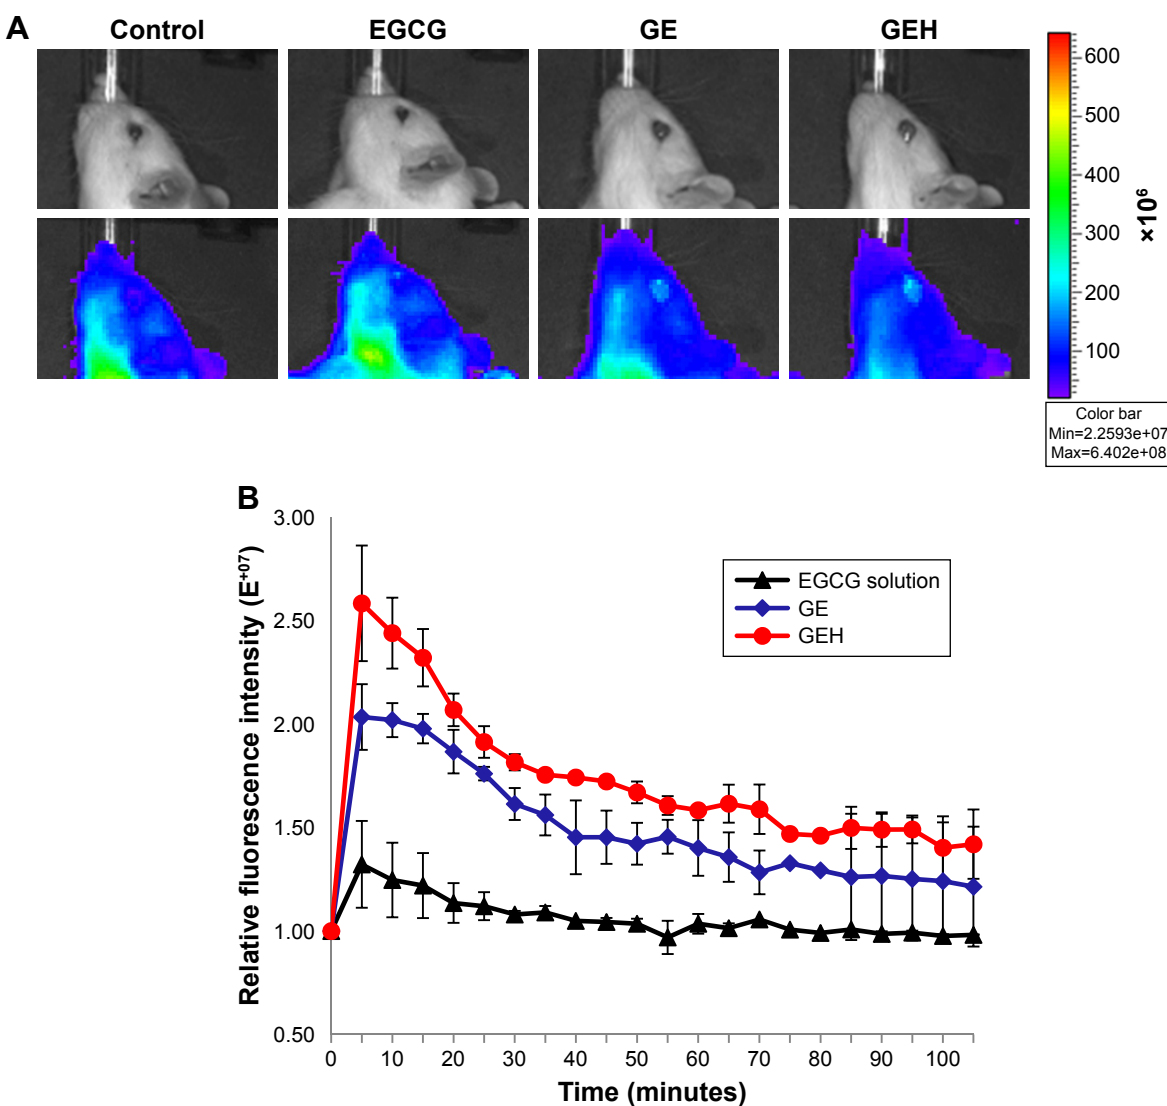 A
Control
EGCG
GE
GEH
600
500
400
300
200
100
×10⁶
Color bar
Min=2.2593e+07
Max=6.402e+08
B
3.00
2.50
2.00
1.50
1.00
0.50
Relative fluorescence intensity (E⁺⁰⁷)
EGCG solution
GE
GEH
0 10 20 30 40 50 60 70 80 90 100
Time (minutes)